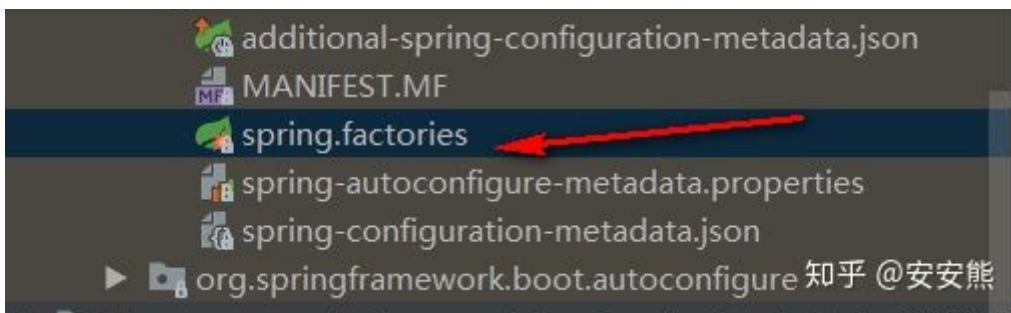 additional-spring-configuration-metadata.json
MF MANIFEST.MF
spring.factories
spring-autoconfigure-metadata.properties
spring-configuration-metadata.json
org.springframework.boot.autoconfigure 知乎 @安安熊